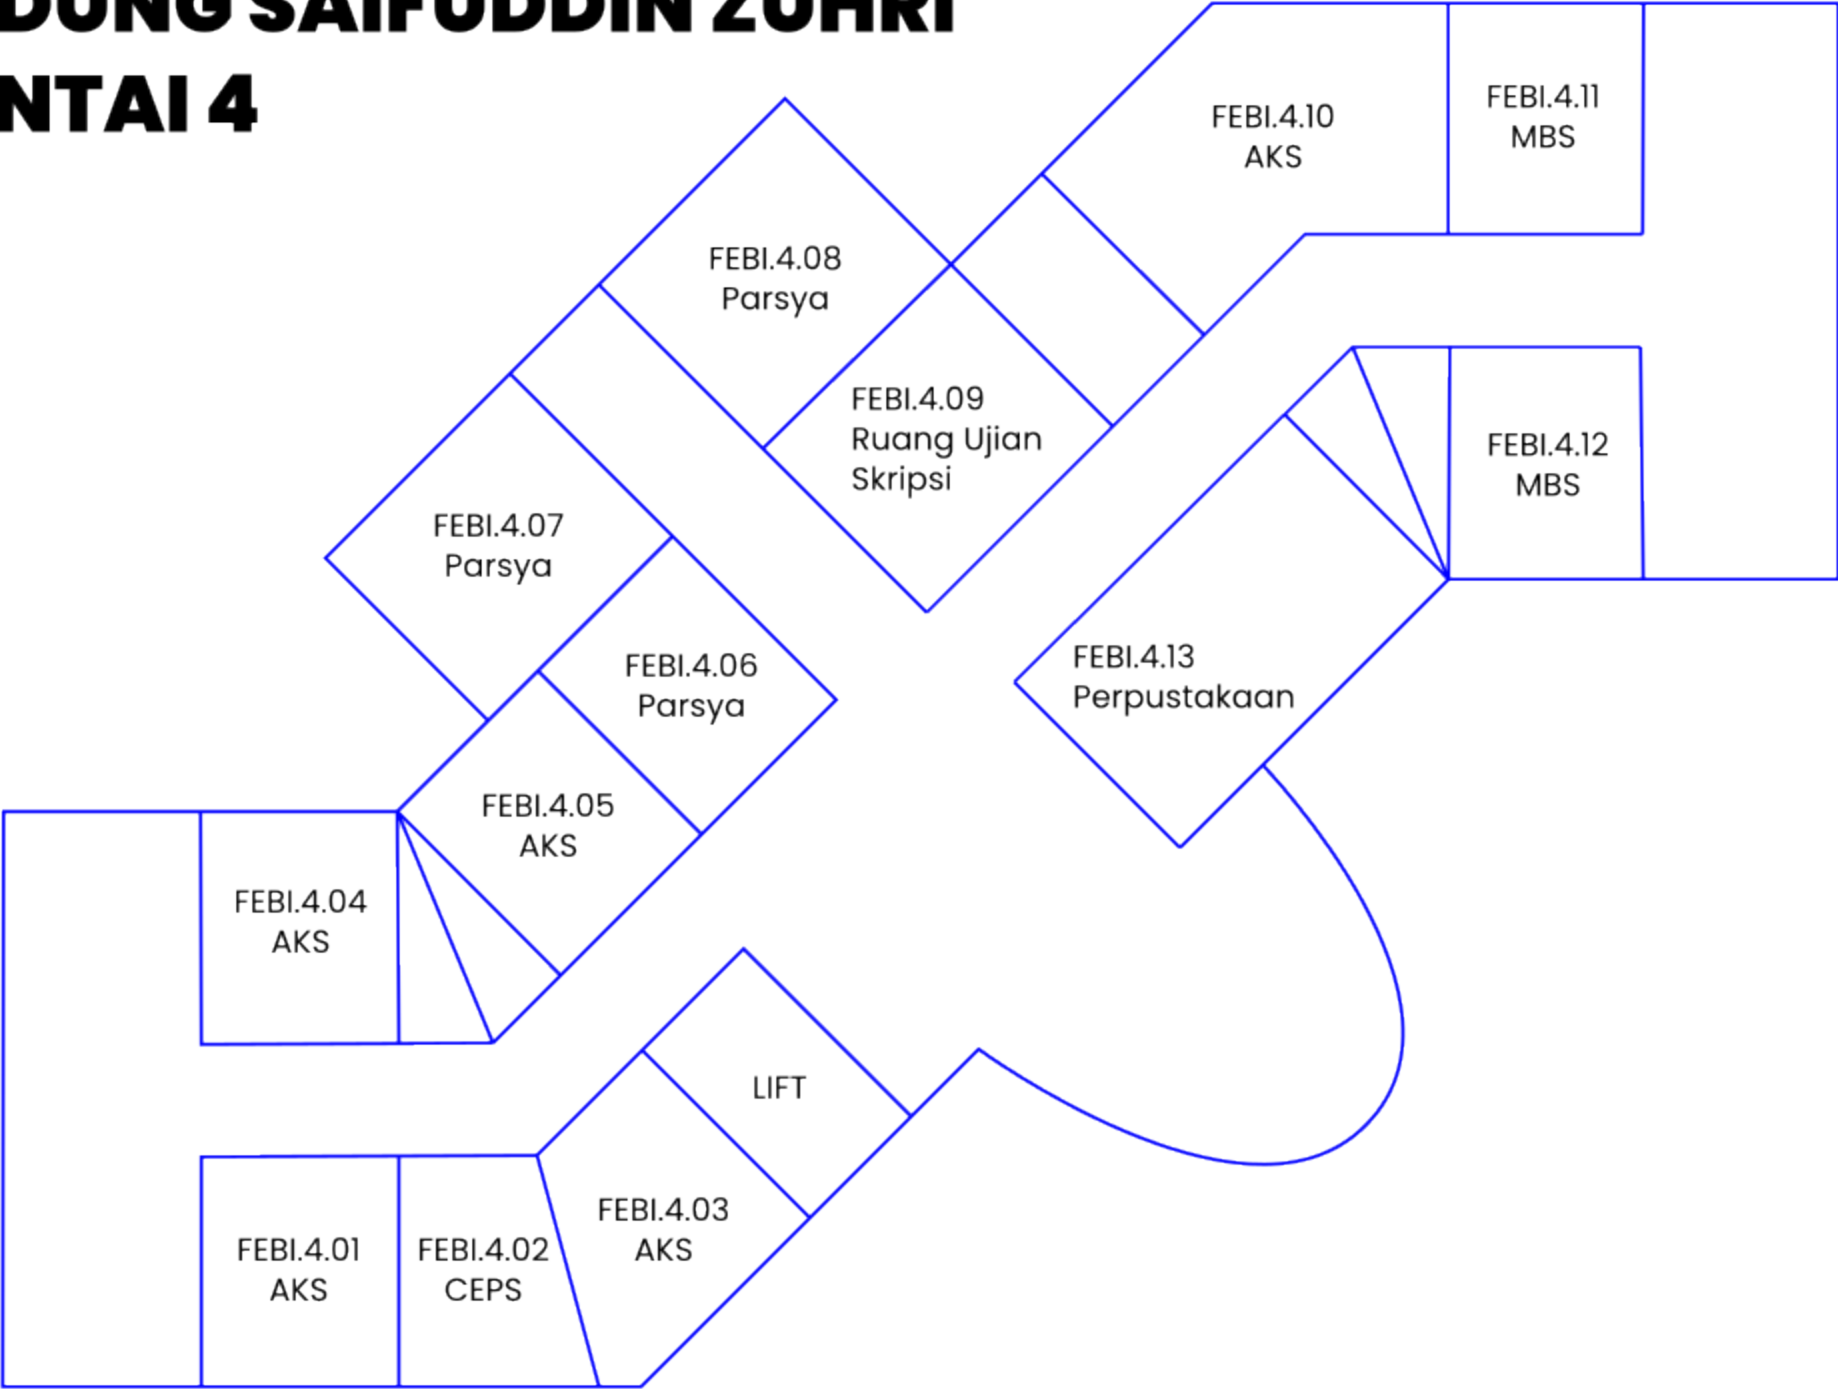 DUNG SAIFUDDIN ZUHRI
NTAI 4
FEBI.4.10
AKS
FEBI.4.11
MBS
FEBI.4.08
Parsya
FEBI.4.09
Ruang Ujian
Skripsi
FEBI.4.12
MBS
FEBI.4.07
Parsya
FEBI.4.06
Parsya
FEBI.4.13
Perpustakaan
FEBI.4.05
AKS
FEBI.4.04
AKS
LIFT
FEBI.4.03
AKS
FEBI.4.01
AKS
FEBI.4.02
CEPS